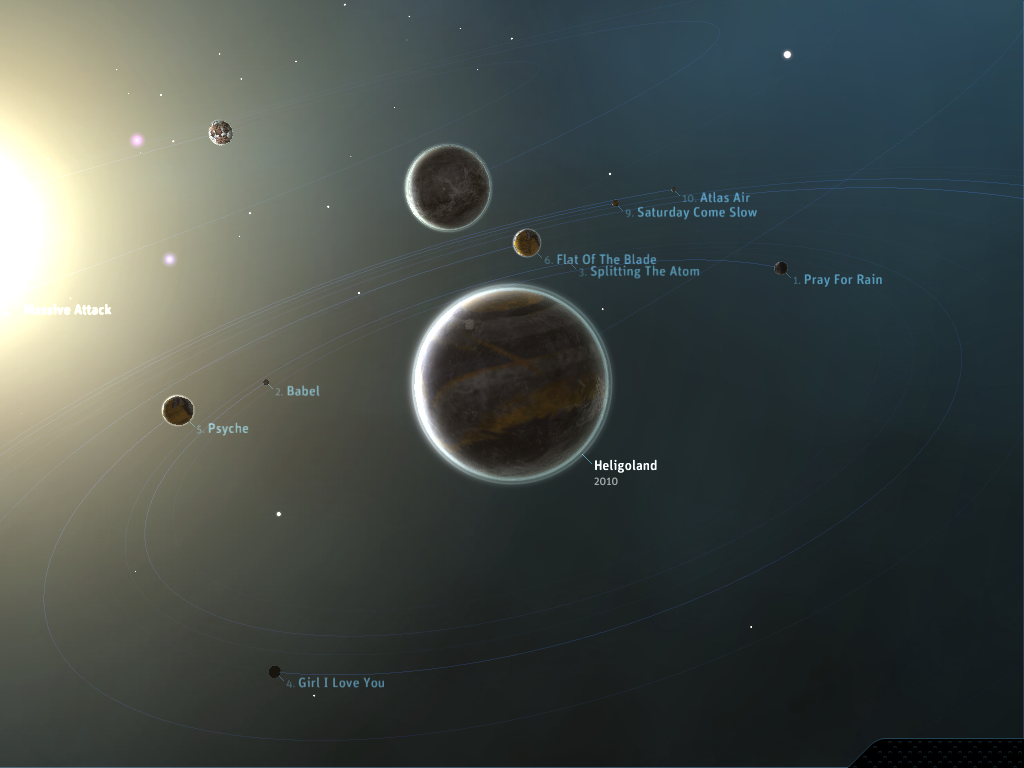 10. Atlas Air
9. Saturday Come Slow
6. Flat Of The Blade
3. Splitting The Atom
1. Pray For Rain
Massive Attack
2. Babel
5. Psyche
Heligoland
2010
4. Girl I Love You